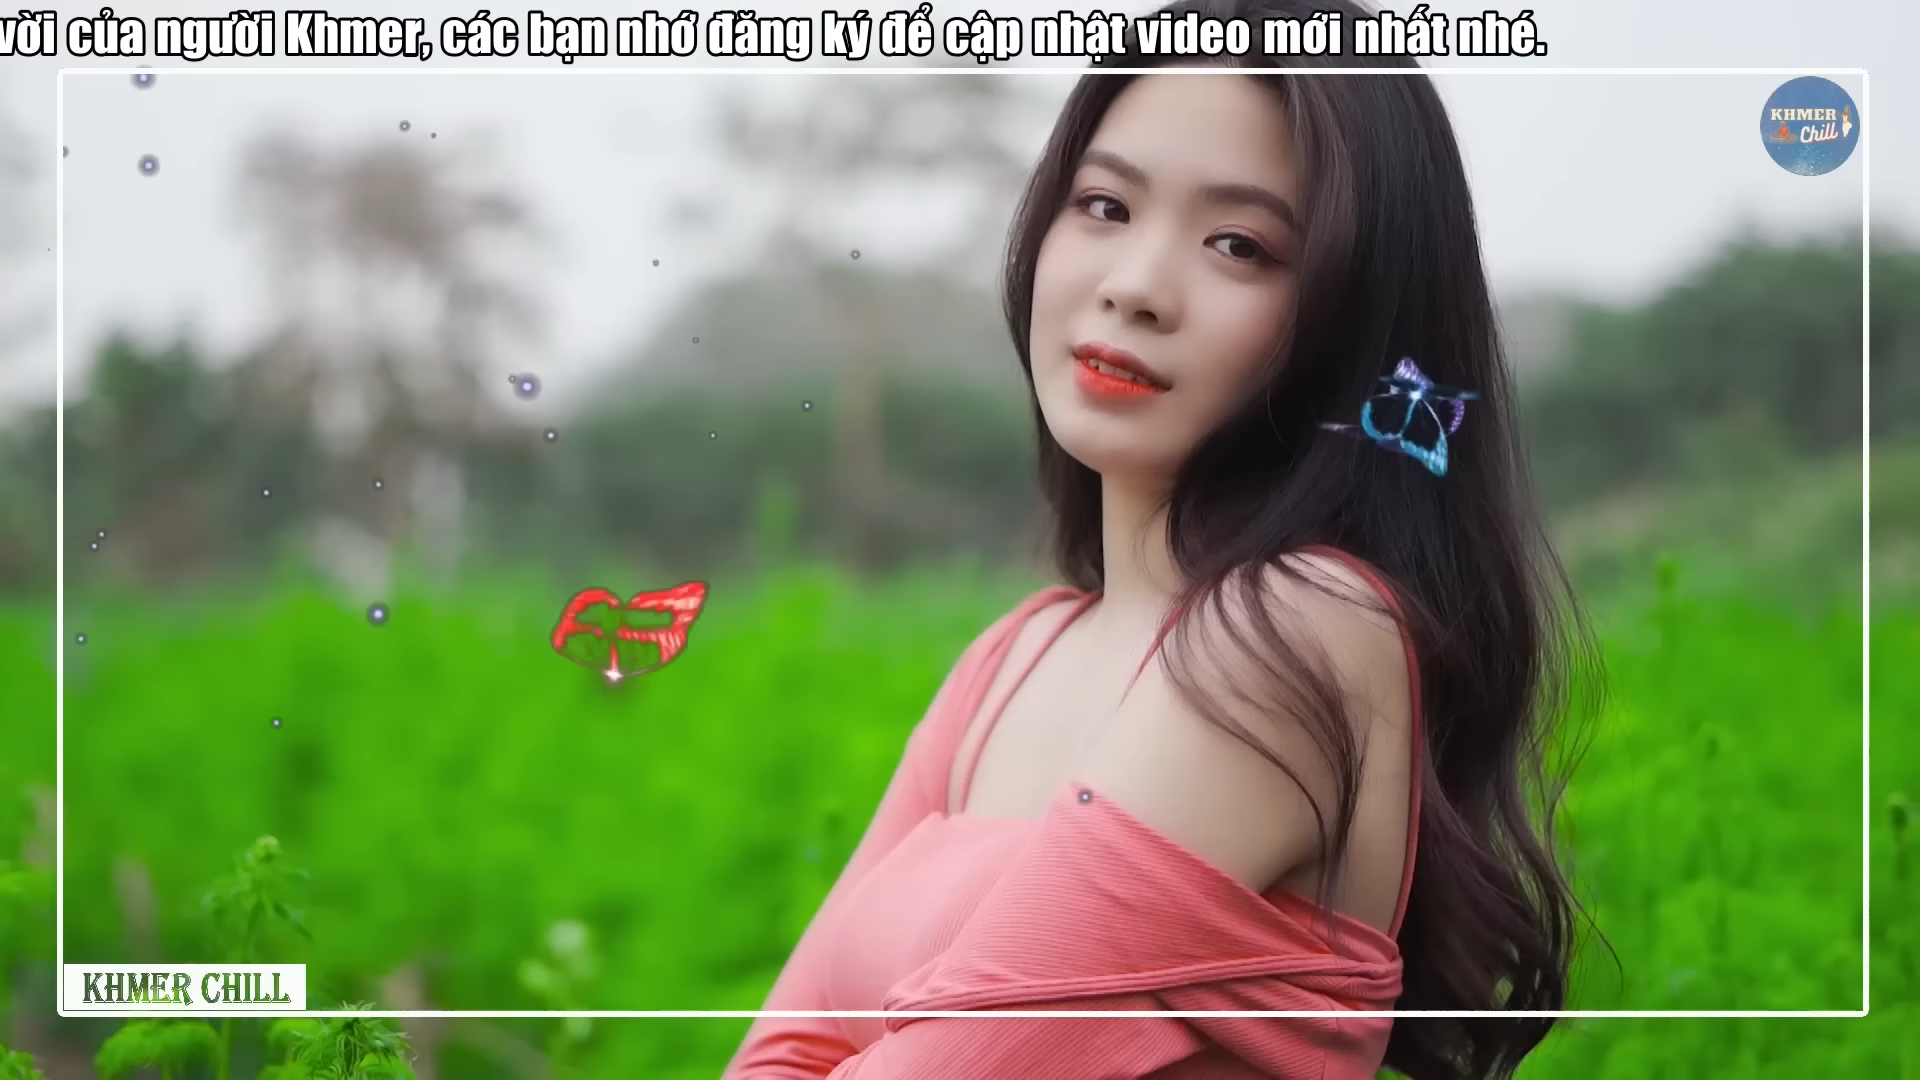 vời của người Khmer, các bạn nhớ đăng ký để cập nhật video mới nhất nhé.
KHMER
Chill
KHMER CHILL